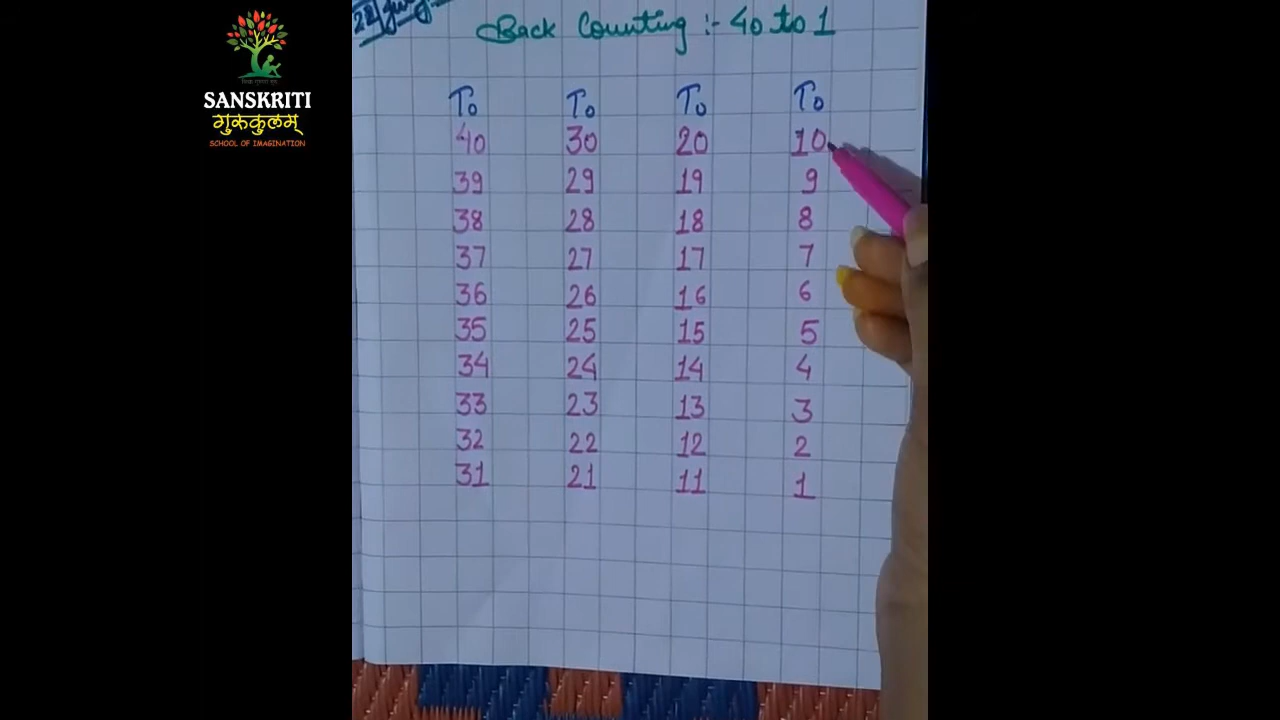 SANSKRITI
गुरुकुलम्
SCHOOL OF IMAGINATION
Back Counting :- 40 to 1
To To To To
40 30 20 10
39 29 19 9
38 28 18 8
37 27 17 7
36 26 16 6
35 25 15 5
34 24 14 4
33 23 13 3
32 22 12 2
31 21 11 1